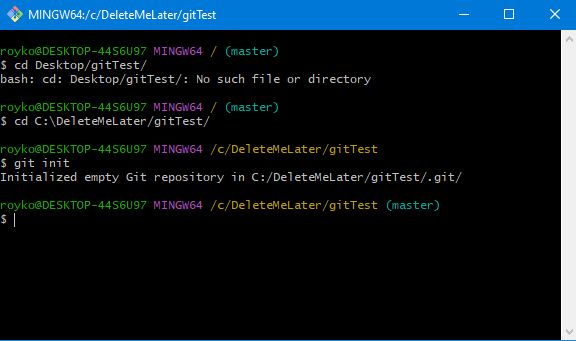 MINGW64:/c/DeleteMeLater/gitTest
royko@DESKTOP-44S6U97 MINGW64 / (master)
$ cd Desktop/gitTest/
bash: cd: Desktop/gitTest/: No such file or directory
royko@DESKTOP-44S6U97 MINGW64 / (master)
$ cd C:\DeleteMeLater/gitTest/
royko@DESKTOP-44S6U97 MINGW64 /c/DeleteMeLater/gitTest
$ git init
Initialized empty Git repository in C:/DeleteMeLater/gitTest/.git/
royko@DESKTOP-44S6U97 MINGW64 /c/DeleteMeLater/gitTest (master)
$